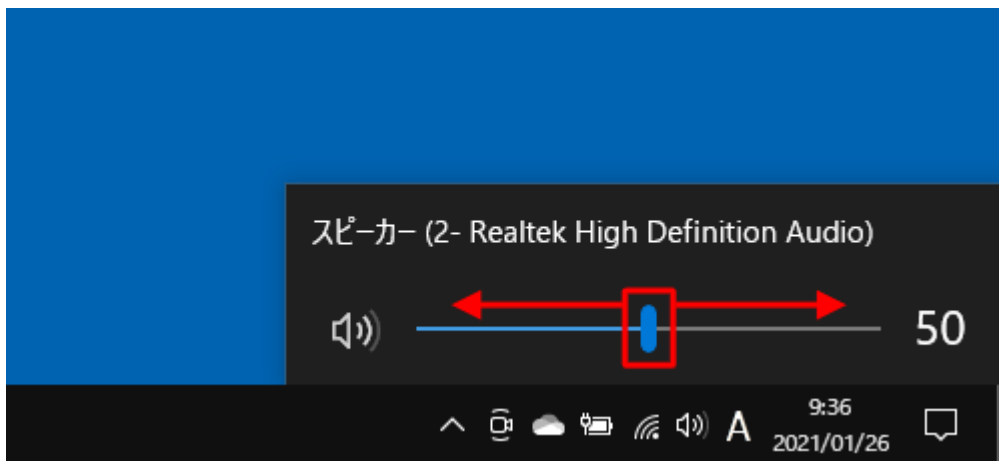 スピーカー (2- Realtek High Definition Audio)
50
A
9:36
2021/01/26